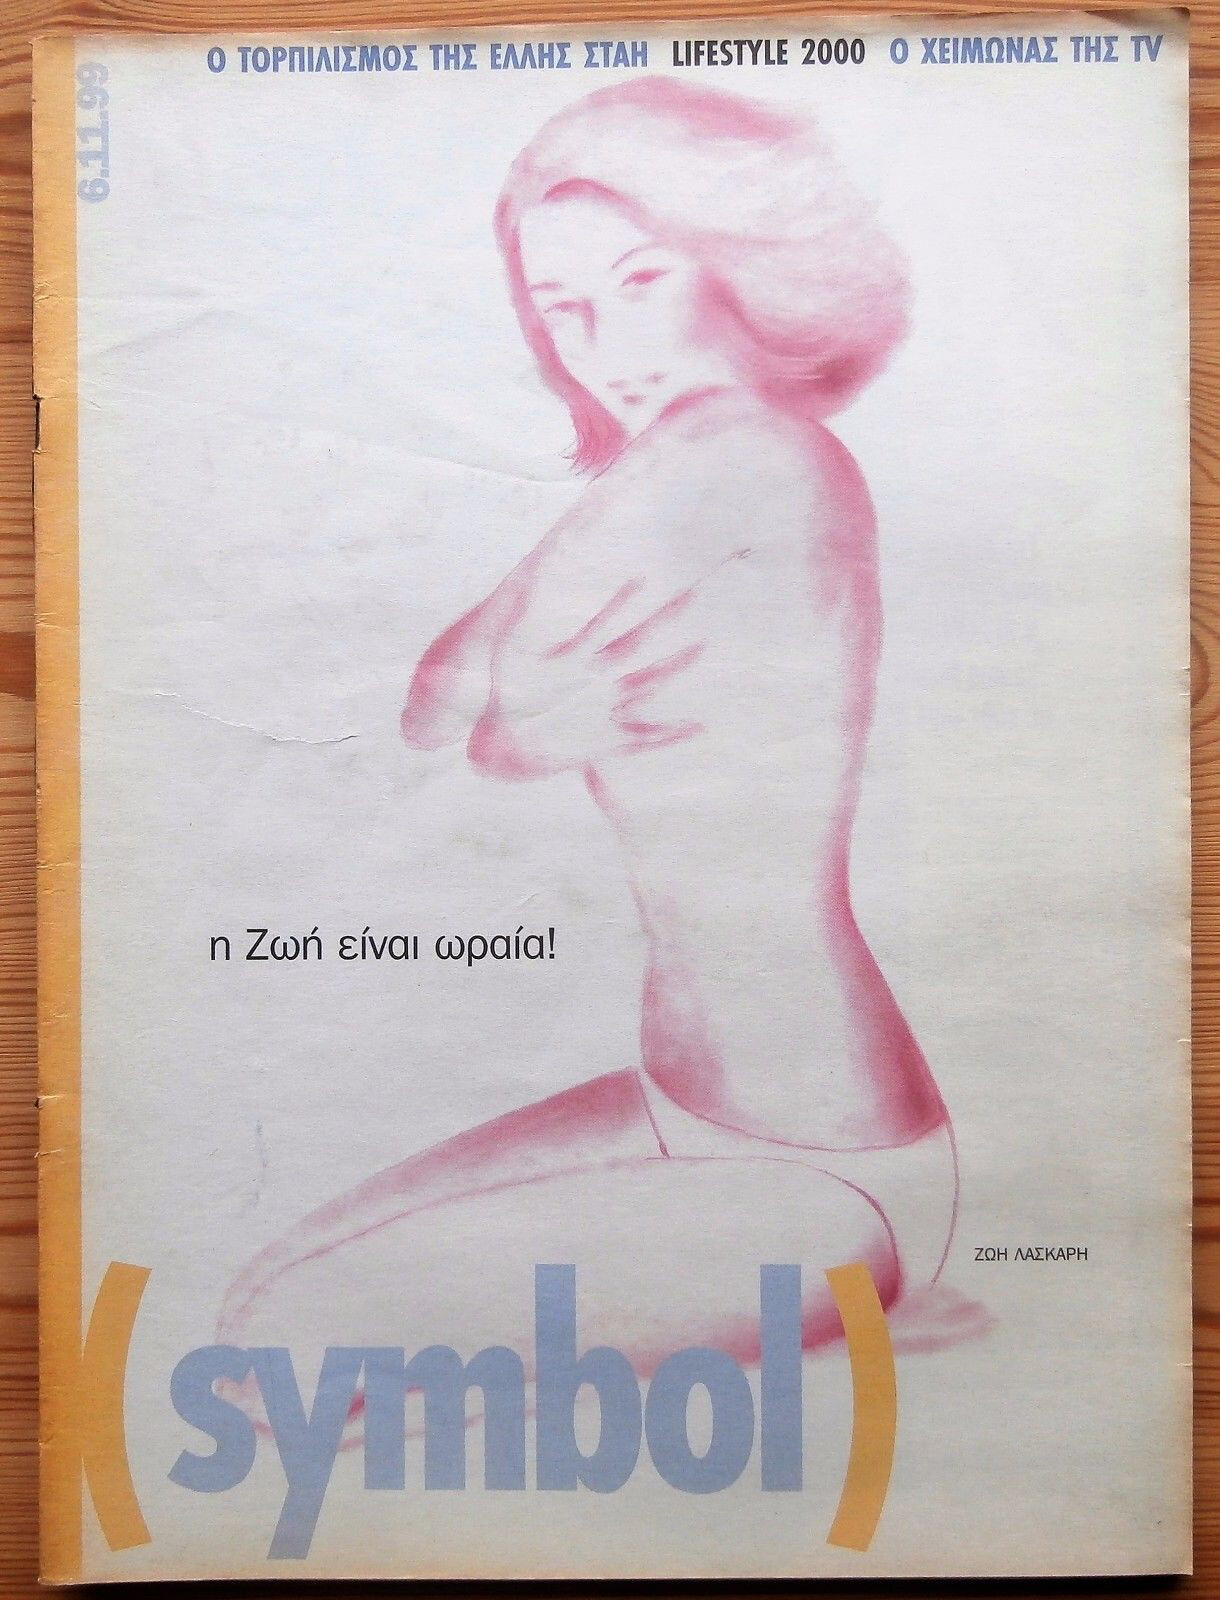 Ο ΤΟΡΠΙΛΙΣΜΟΣ ΤΗΣ ΕΛΛΗΣ ΣΤΑΗ LIFESTYLE 2000 Ο ΧΕΙΜΩΝΑΣ ΤΗΣ TV
6.11.99
η Ζωή είναι ωραία!
ΖΩΗ ΛΑΣΚΑΡΗ
(symbol)